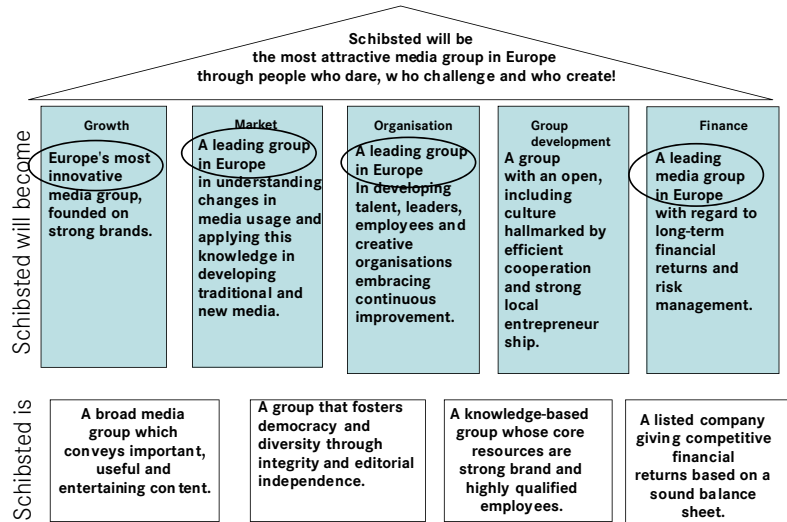 Schibsted will be
the most attractive media group in Europe
through people who dare, who challenge and who create!
Schibsted will become
Growth
Europe's most
innovative
media group,
founded on
strong brands.
Market
A leading group
in Europe
in understanding
changes in
media usage and
applying this
knowledge in
developing
traditional and
new media.
Organisation
A leading group
in Europe
In developing
talent, leaders,
employees and
creative
organisations
embracing
continuous
improvement.
Group
development
A group
with an open,
including
culture
hallmarked by
efficient
cooperation
and strong
local
entrepreneur
ship.
Finance
A leading
media group
in Europe
with regard to
long-term
financial
returns and
risk
management.
Schibsted is
A broad media
group which
conveys important,
useful and
entertaining content.
A group that fosters
democracy and
diversity through
integrity and editorial
independence.
A knowledge-based
group whose core
resources are
strong brand and
highly qualified
employees.
A listed company
giving competitive
financial
returns based on a
sound balance
sheet.